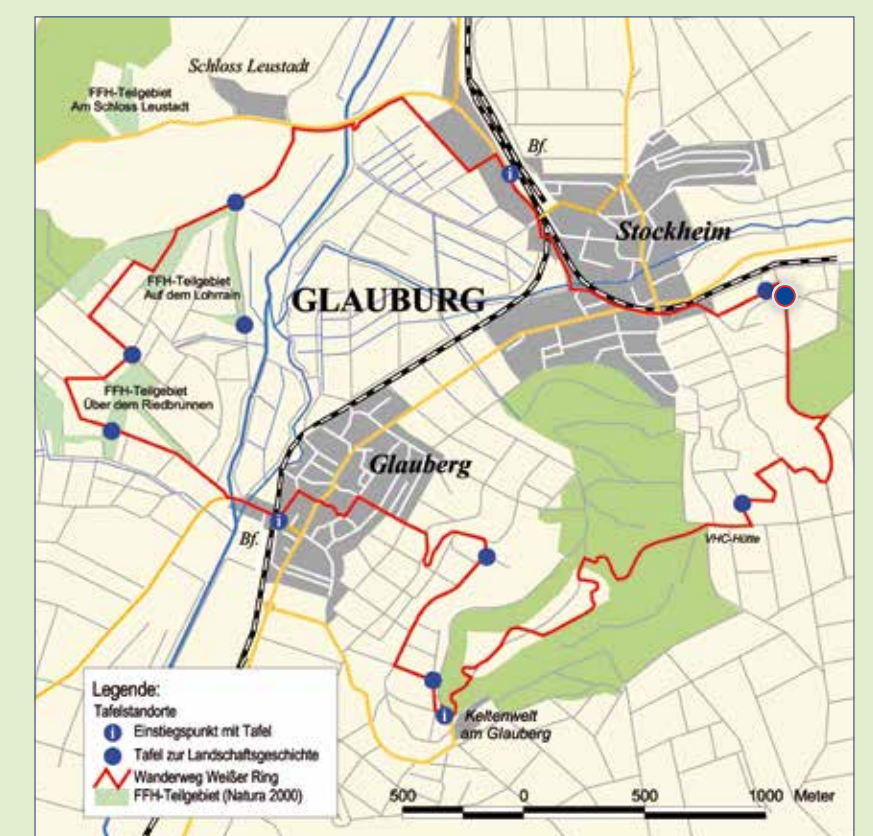 Schloss Leustadt
FFH-Teilgebiet
Am Schloss Leustadt
Bf.
Stockheim
FFH-Teilgebiet
Auf dem Lohrrain
GLAUBURG
FFH-Teilgebiet
Über dem Riedbrunnen
Glauberg
Bf.
VHC-Hütte
Keltenwelt
am Glauberg
Legende:
Tafelstandorte
i Einstiegspunkt mit Tafel
Tafel zur Landschaftsgeschichte
Wanderweg Weißer Ring
FFH-Teilgebiet (Natura 2000)
500 0 500 1000 Meter